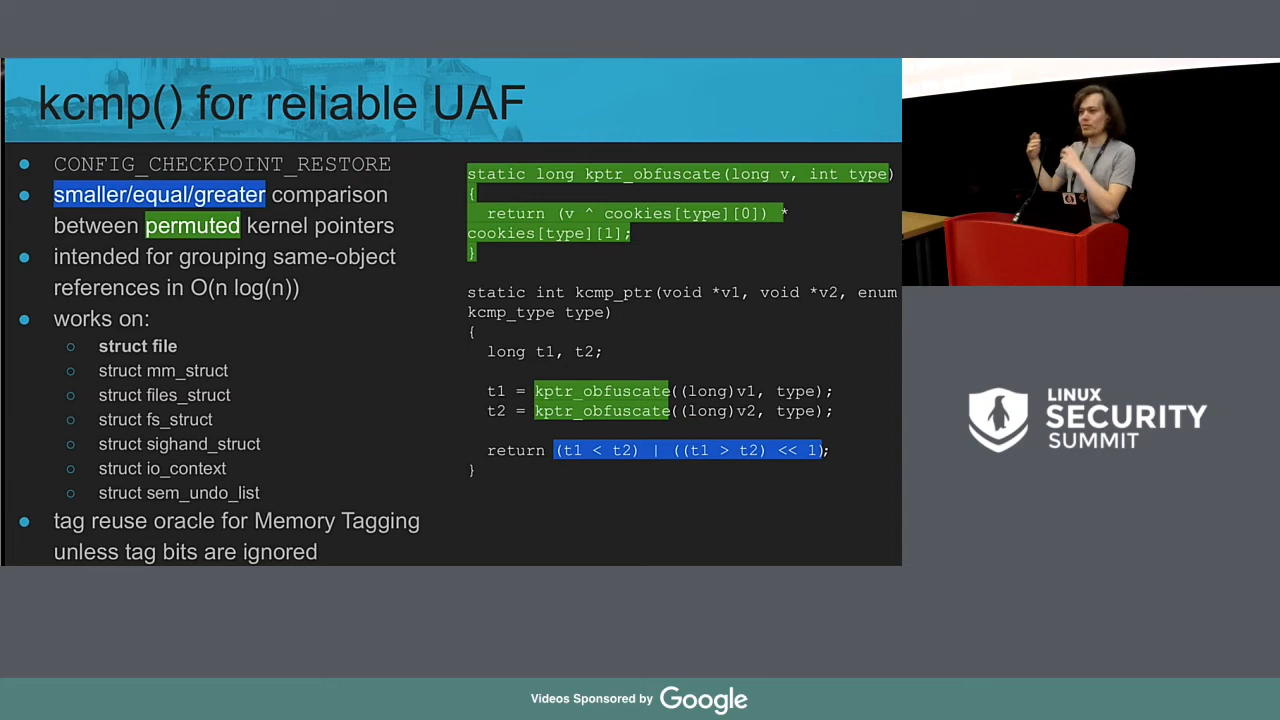 kcmp() for reliable UAF
CONFIG_CHECKPOINT_RESTORE
smaller/equal/greater comparison
between permuted kernel pointers
intended for grouping same-object
references in O(n log(n))
works on:
struct file
struct mm_struct
struct files_struct
struct fs_struct
struct sighand_struct
struct io_context
struct sem_undo_list
tag reuse oracle for Memory Tagging
unless tag bits are ignored
static long kptr_obfuscate(long v, int type)
{
return (v ^ cookies[type][0]) *
cookies[type][1];
}
static int kcmp_ptr(void *v1, void *v2, enum
kcmp_type type)
{
long t1, t2;
t1 = kptr_obfuscate((long)v1, type);
t2 = kptr_obfuscate((long)v2, type);
return (t1 < t2) | ((t1 > t2) << 1);
}
LINUX
SECURITY
SUMMIT
Videos Sponsored by Google